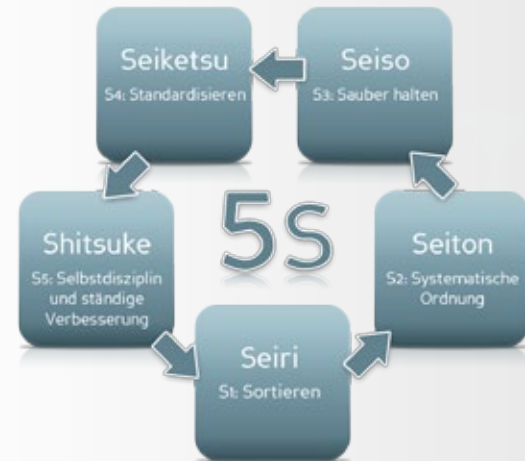 Seiketsu
S4: Standardisieren
Seiso
S3: Sauber halten
Shitsuke
S5: Selbstdisziplin
und ständige
Verbesserung
5S
Seiton
S2: Systematische
Ordnung
Seiri
S1: Sortieren